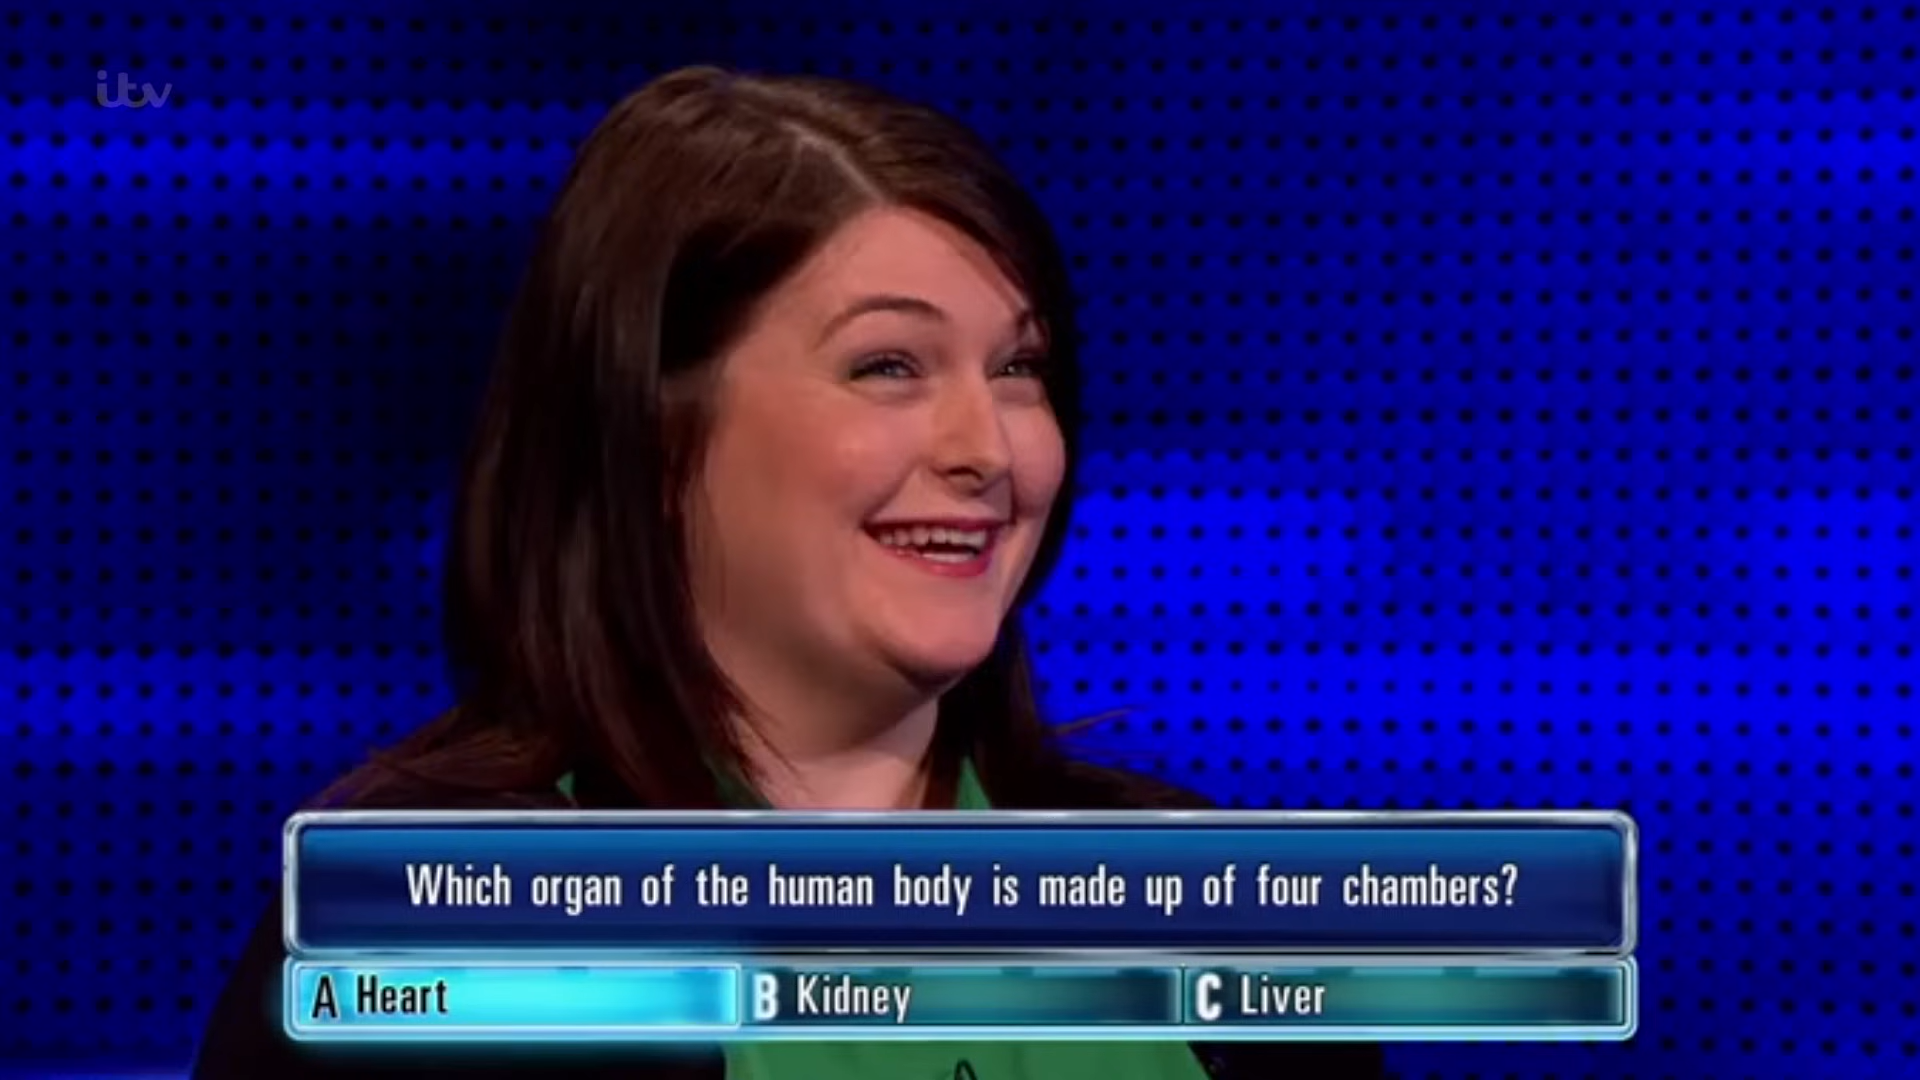 itv
Which organ of the human body is made up of four chambers?
A Heart
B Kidney
C Liver